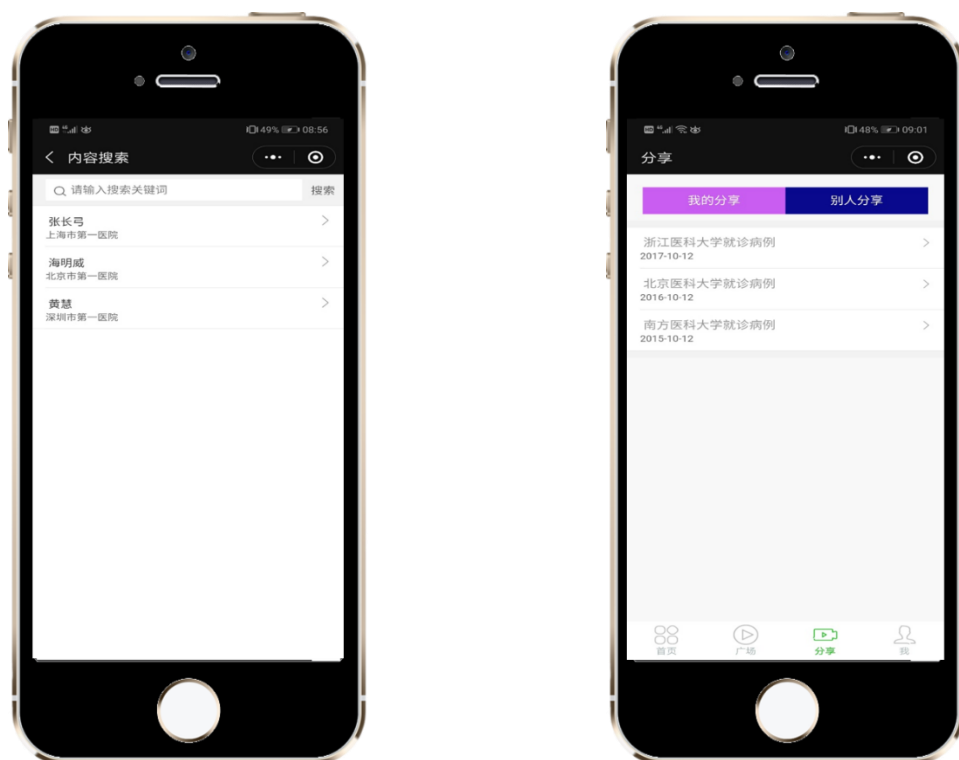 49% 08:56
内容搜索
请输入搜索关键词
搜索
张长弓
上海市第一医院
海明威
北京市第一医院
黄慧
深圳市第一医院
48% 09:01
分享
我的分享
别人分享
浙江医科大学就诊病例
2017-10-12
北京医科大学就诊病例
2016-10-12
南方医科大学就诊病例
2015-10-12
首页
广场
分享
我